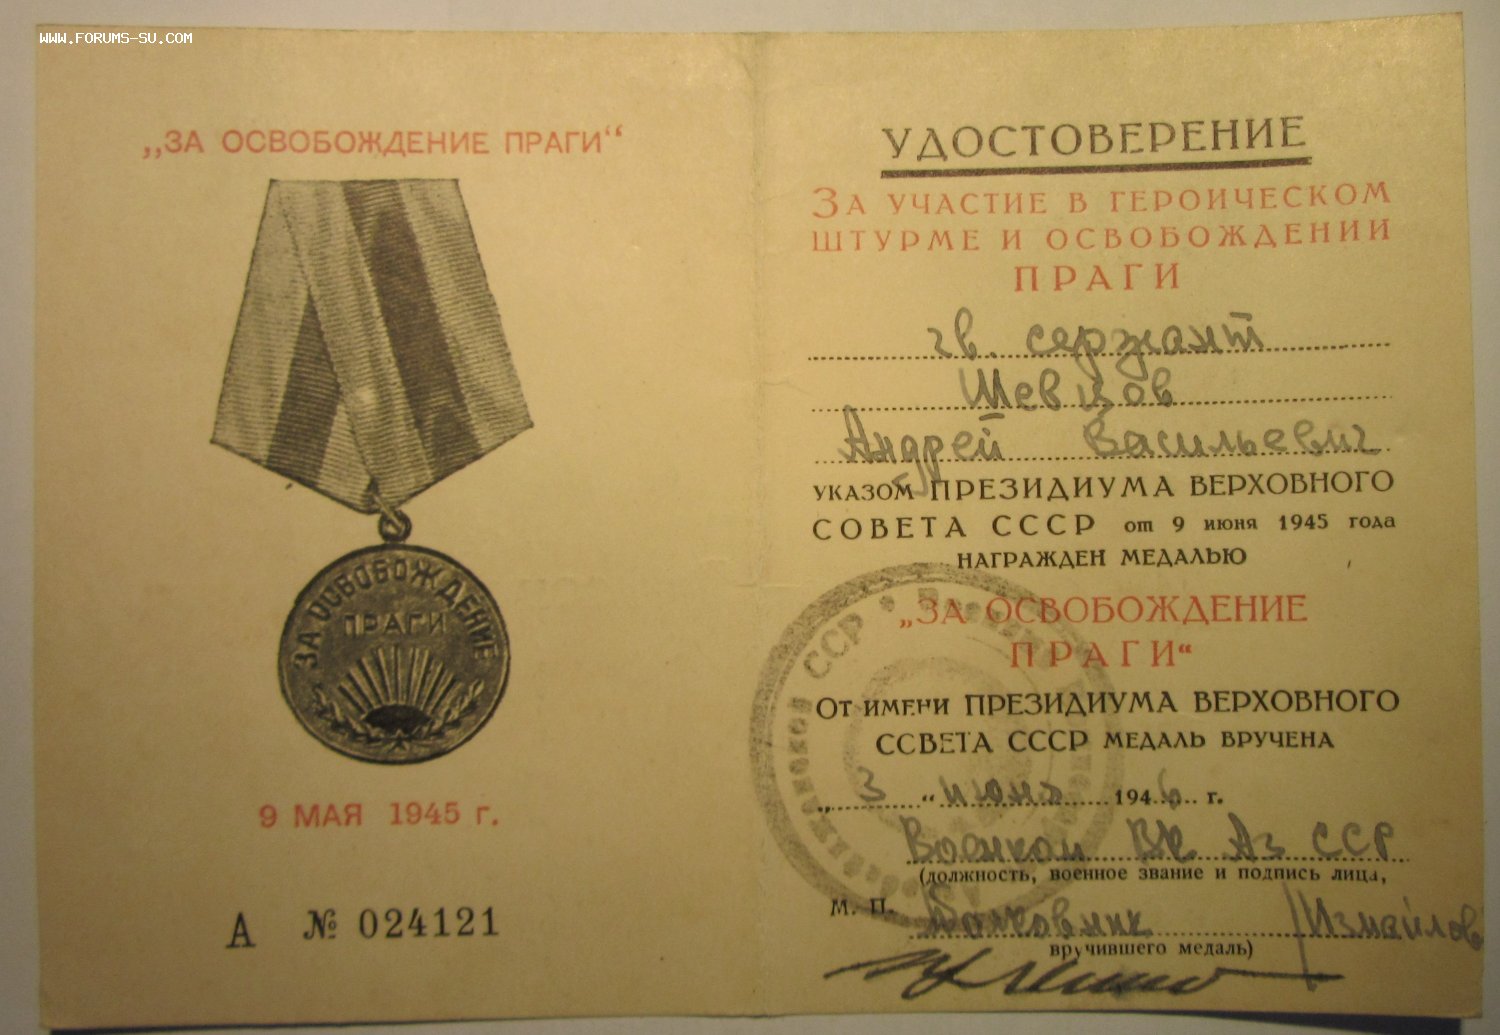 WWW.FORUMS-SU.COM
„ЗА ОСВОБОЖДЕНИЕ ПРАГИ“
ЗА ОСВОБОЖДЕНИЕ
ПРАГИ
9 МАЯ 1945 г.
А № 024121
УДОСТОВЕРЕНИЕ
ЗА УЧАСТИЕ В ГЕРОИЧЕСКОМ
ШТУРМЕ И ОСВОБОЖДЕНИИ
ПРАГИ
гв. сержант
Шевцов
Андрей Васильевич
УКАЗОМ ПРЕЗИДИУМА ВЕРХОВНОГО
СОВЕТА СССР от 9 июня 1945 года
НАГРАЖДЕН МЕДАЛЬЮ
„ЗА ОСВОБОЖДЕНИЕ
ПРАГИ“
ОТ ИМЕНИ ПРЕЗИДИУМА ВЕРХОВНОГО
ССВЕТА СССР МЕДАЛЬ ВРУЧЕНА
„3“ 1946 г.
Военком ВК Аз ССР
(должность, военное звание и подпись лица,
М. П. Полковник /Измайлов
вручившего медаль)
ССР